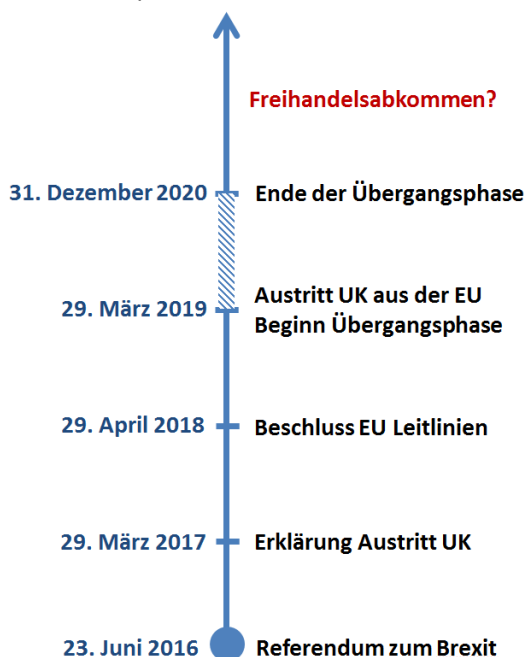 Freihandelsabkommen?
31. Dezember 2020 Ende der Übergangsphase
29. März 2019 Austritt UK aus der EU
Beginn Übergangsphase
29. April 2018 Beschluss EU Leitlinien
29. März 2017 Erklärung Austritt UK
23. Juni 2016 Referendum zum Brexit